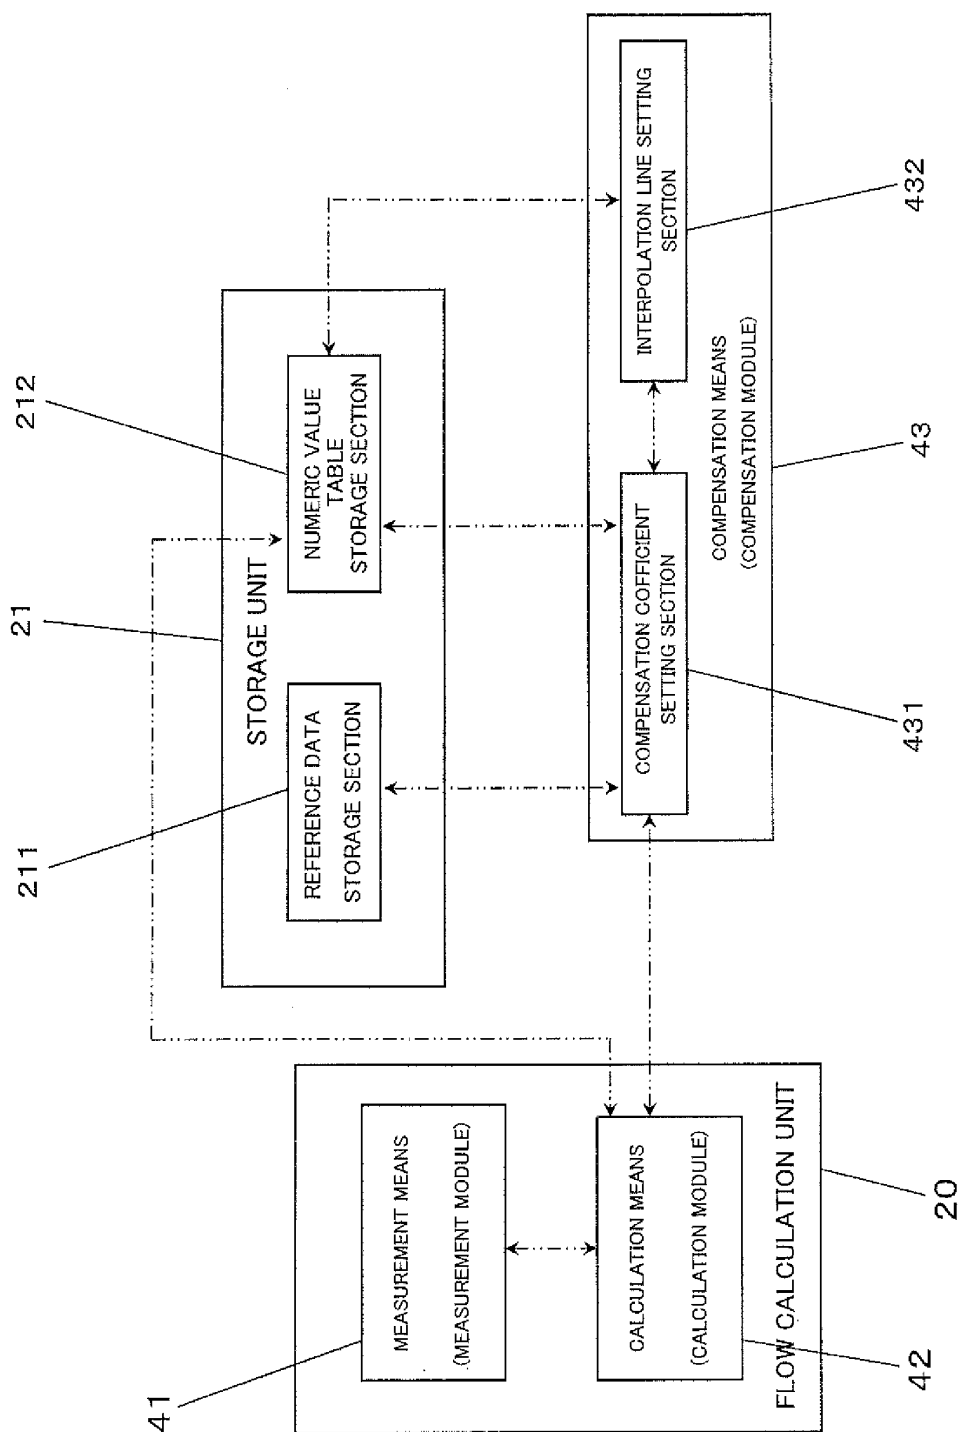 41
MEASUREMENT MEANS
(MEASUREMENT MODULE)
CALCULATION MEANS
(CALCULATION MODULE)
42
FLOW CALCULATION UNIT
20
21
STORAGE UNIT
211
REFERENCE DATA
STORAGE SECTION
212
NUMERIC VALUE
TABLE
STORAGE SECTION
COMPENSATION COFFICIENT
SETTING SECTION
431
INTERPOLATION LINE SETTING
SECTION
432
COMPENSATION MEANS
(COMPENSATION MODULE)
43